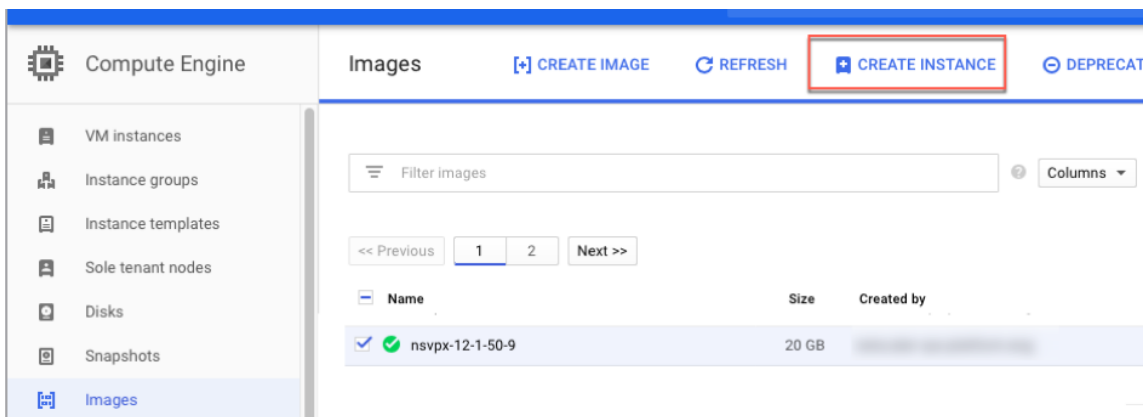 Compute Engine
Images [+] CREATE IMAGE REFRESH CREATE INSTANCE DEPRECAT
VM instances
Instance groups
Instance templates
Sole tenant nodes
Disks
Snapshots
Images
Filter images Columns
<< Previous 1 2 Next >>
Name Size Created by
nsvpx-12-1-50-9 20 GB